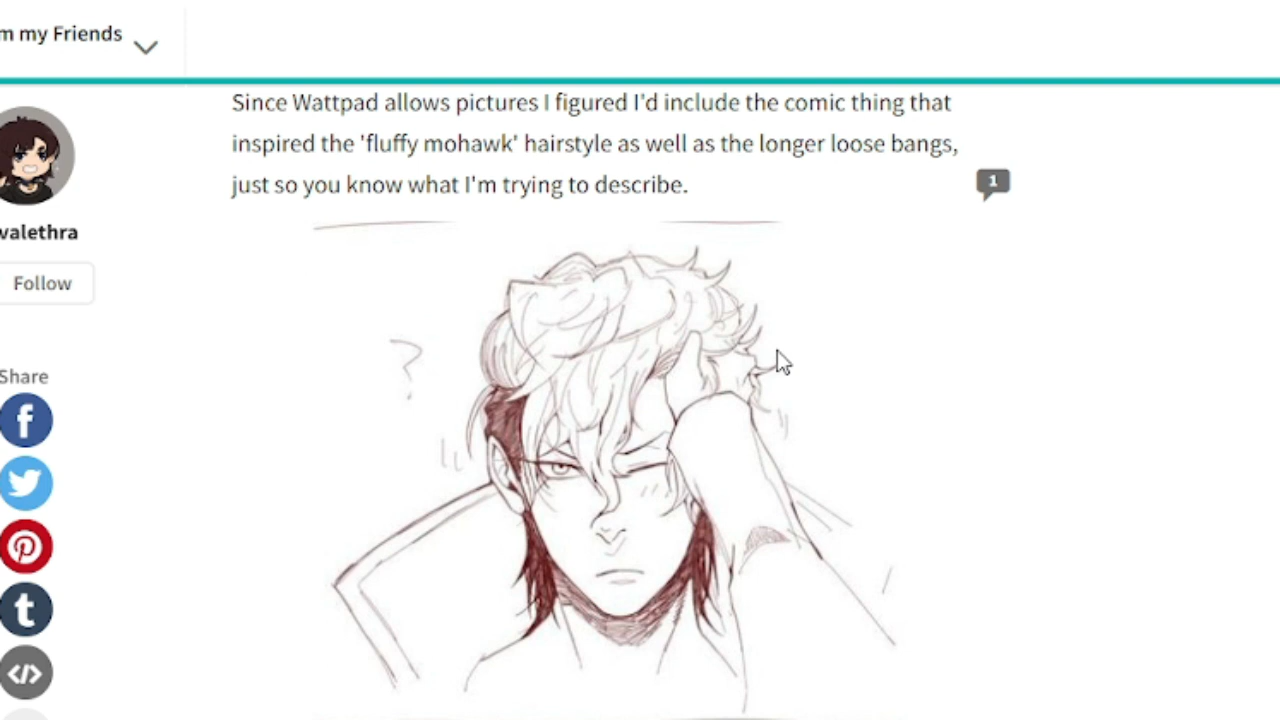 m my Friends
Since Wattpad allows pictures I figured I'd include the comic thing that
inspired the 'fluffy mohawk' hairstyle as well as the longer loose bangs,
just so you know what I'm trying to describe.
1
valethra
Follow
Share
?